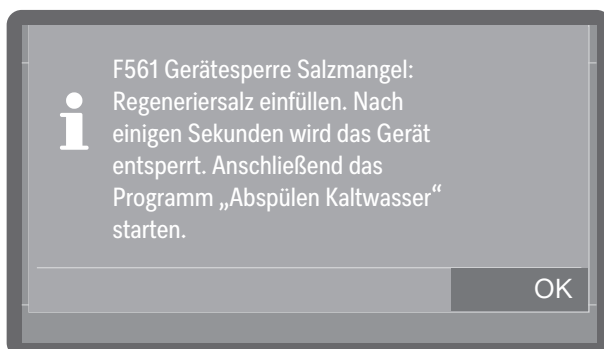 F561 Gerätesperre Salzmangel:
Regeneriersalz einfüllen. Nach
einigen Sekunden wird das Gerät
entsperrt. Anschließend das
Programm „Abspülen Kaltwasser“
starten.
OK